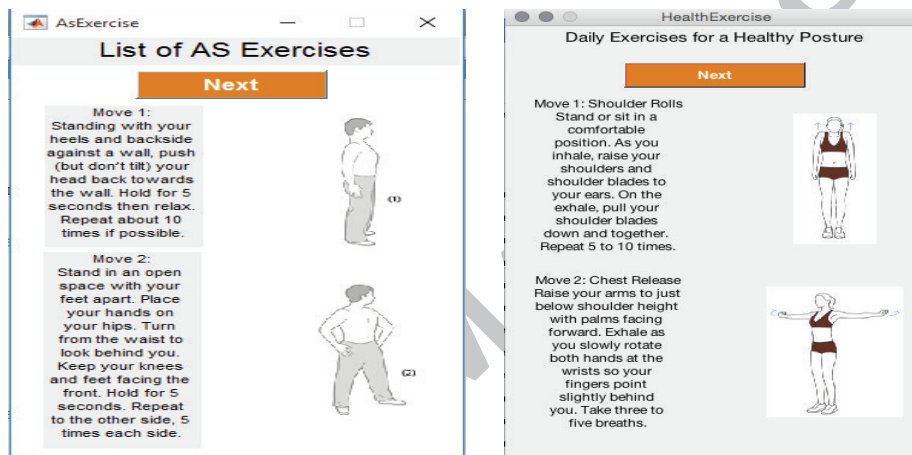 AsExercise
List of AS Exercises
Next
Move 1:
Standing with your
heels and backside
against a wall, push
(but don't tilt) your
head back towards
the wall. Hold for 5
seconds then relax.
Repeat about 10
times if possible.
(1)
Move 2:
Stand in an open
space with your
feet apart. Place
your hands on
your hips. Turn
from the waist to
look behind you.
Keep your knees
and feet facing the
front. Hold for 5
seconds. Repeat
to the other side, 5
times each side.
(2)
HealthExercise
Daily Exercises for a Healthy Posture
Next
Move 1: Shoulder Rolls
Stand or sit in a
comfortable
position. As you
inhale, raise your
shoulders and
shoulder blades to
your ears. On the
exhale, pull your
shoulder blades
down and together.
Repeat 5 to 10 times.
Move 2: Chest Release
Raise your arms to just
below shoulder height
with palms facing
forward. Exhale as
you slowly rotate
both hands at the
wrists so your
fingers point
slightly behind
you. Take three to
five breaths.